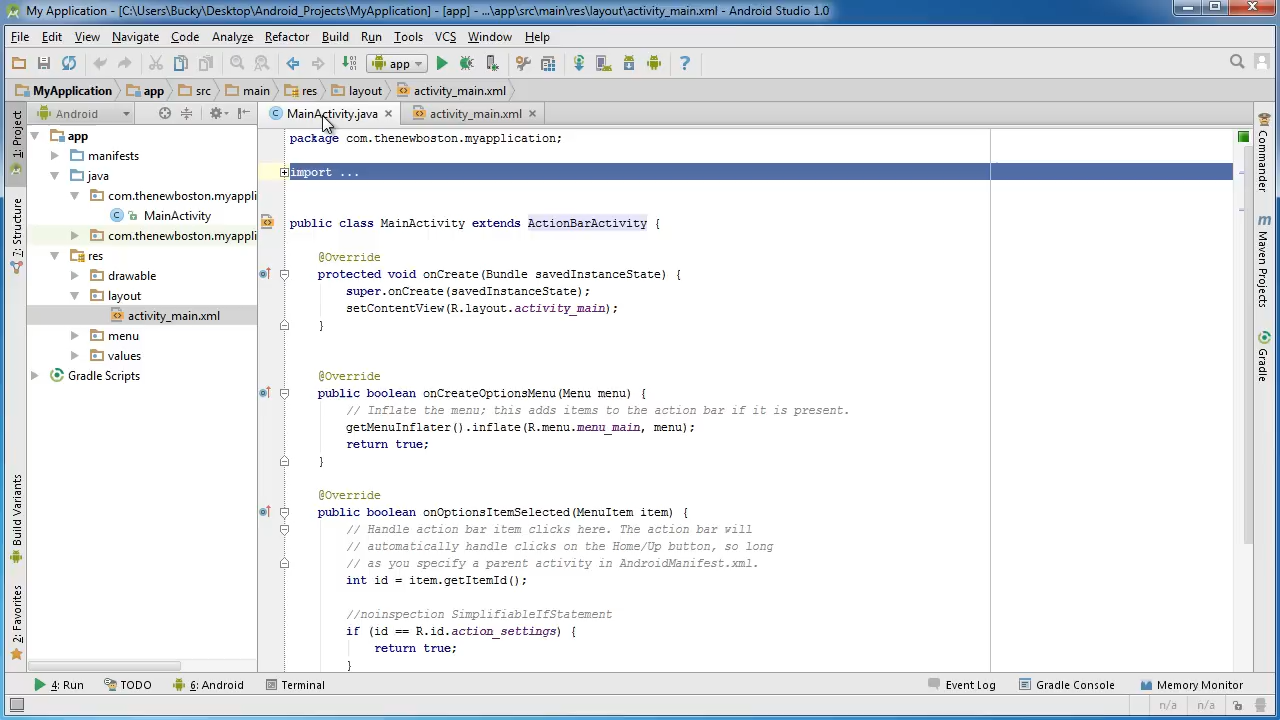 My Application - [C:\Users\Bucky\Desktop\Android_Projects\MyApplication] - [app] - ...\app\src\main\res\layout\activity_main.xml - Android Studio 1.0
File Edit View Navigate Code Analyze Refactor Build Run Tools VCS Window Help
app
MyApplication app src main res layout activity_main.xml
Android
MainActivity.java
activity_main.xml
1: Project
7: Structure
Build Variants
2: Favorites
app
manifests
java
com.thenewboston.myappli
MainActivity
com.thenewboston.myappli
res
drawable
layout
activity_main.xml
menu
values
Gradle Scripts
package com.thenewboston.myapplication;
import ...
public class MainActivity extends ActionBarActivity {
@Override
protected void onCreate(Bundle savedInstanceState) {
super.onCreate(savedInstanceState);
setContentView(R.layout.activity_main);
}
@Override
public boolean onCreateOptionsMenu(Menu menu) {
// Inflate the menu; this adds items to the action bar if it is present.
getMenuInflater().inflate(R.menu.menu_main, menu);
return true;
}
@Override
public boolean onOptionsItemSelected(MenuItem item) {
// Handle action bar item clicks here. The action bar will
// automatically handle clicks on the Home/Up button, so long
// as you specify a parent activity in AndroidManifest.xml.
int id = item.getItemId();
//noinspection SimplifiableIfStatement
if (id == R.id.action_settings) {
return true;
}
Commander
Maven Projects
Gradle
4: Run TODO 6: Android Terminal Event Log Gradle Console Memory Monitor
n/a n/a